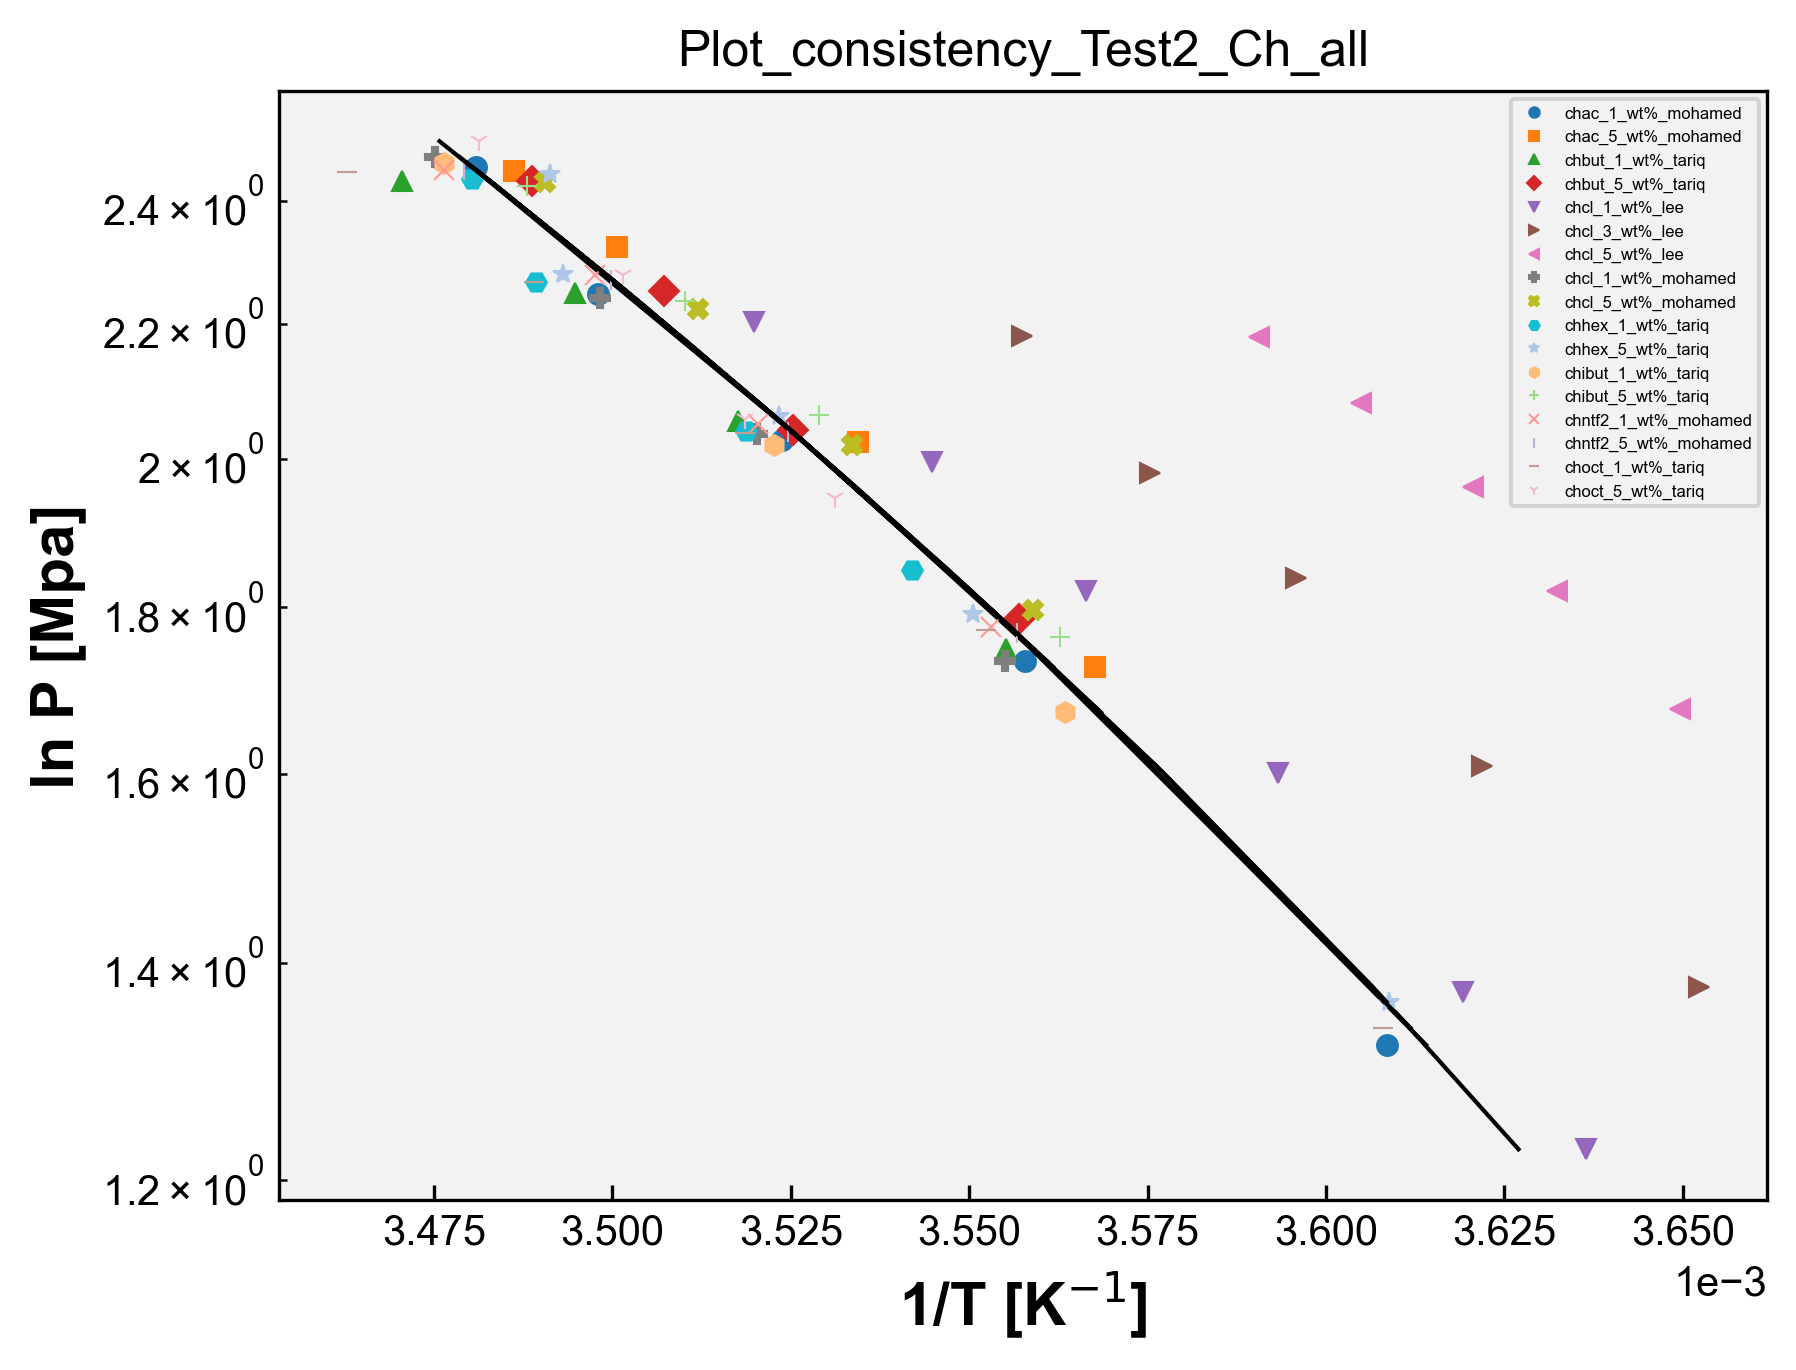 Plot_consistency_Test2_Ch_all
chac_1_wt%_mohamed
chac_5_wt%_mohamed
chbut_1_wt%_tariq
chbut_5_wt%_tariq
chcl_1_wt%_lee
chcl_3_wt%_lee
chcl_5_wt%_lee
chcl_1_wt%_mohamed
chcl_5_wt%_mohamed
chhex_1_wt%_tariq
chhex_5_wt%_tariq
chibut_1_wt%_tariq
chibut_5_wt%_tariq
chntf2_1_wt%_mohamed
chntf2_5_wt%_mohamed
choct_1_wt%_tariq
choct_5_wt%_tariq
2.4 × 10⁰
2.2 × 10⁰
2 × 10⁰
1.8 × 10⁰
1.6 × 10⁰
1.4 × 10⁰
1.2 × 10⁰
ln P [Mpa]
3.475 3.500 3.525 3.550 3.575 3.600 3.625 3.650
1e−3
1/T [K⁻¹]